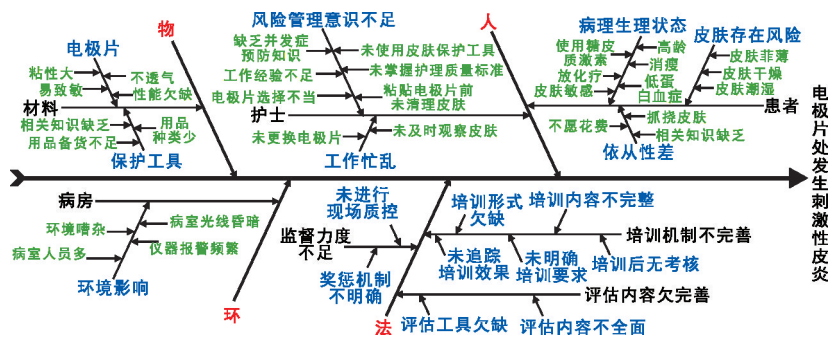 物
电极片
粘性大
不透气
易致敏
性能欠缺
材料
相关知识缺乏
用品
种类少
用品备货不足
保护工具
人
风险管理意识不足
缺乏并发症
预防知识
未使用皮肤保护工具
工作经验不足
未掌握护理质量标准
电极片选择不当
粘贴电极片前
未清理皮肤
护士
未更换电极片
未及时观察皮肤
工作忙乱
病理生理状态
使用糖皮
质激素
高龄
消瘦
放化疗
低蛋
白血症
皮肤敏感
皮肤存在风险
皮肤菲薄
皮肤干燥
皮肤潮湿
患者
不愿花费
抓挠皮肤
相关知识缺乏
依从性差
电极片处发生刺激性皮炎
病房
环境嘈杂
病室光线昏暗
病室人员多
仪器报警频繁
环境影响
环
未进行
现场质控
监督力度
不足
奖惩机制
不明确
培训形式
欠缺
培训内容不完整
培训机制不完善
未追踪
培训效果
未明确
培训要求
培训后无考核
评估内容欠完善
评估工具欠缺
评估内容不全面
法